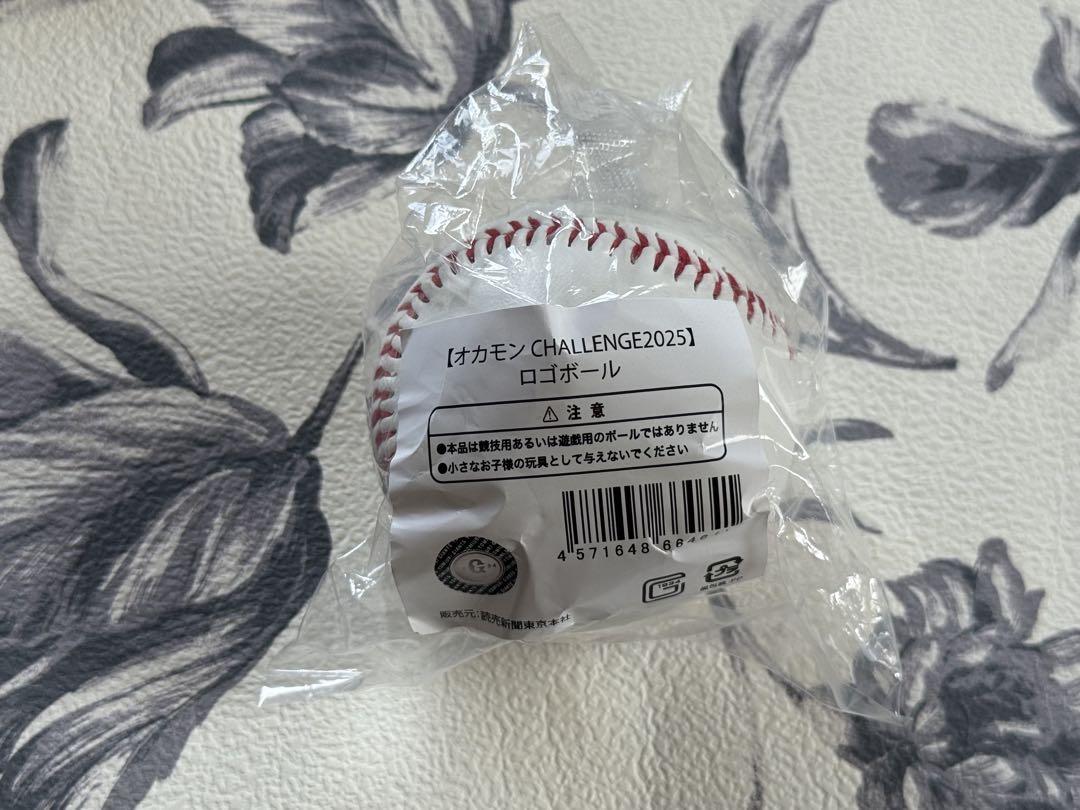 【オカモン CHALLENGE2025】
ロゴボール
⚠ 注意
●本品は競技用あるいは遊戯用のボールではありません
●小さなお子様の玩具として与えないでください
4 571648
G
1934
販売元:読売新聞東京本社